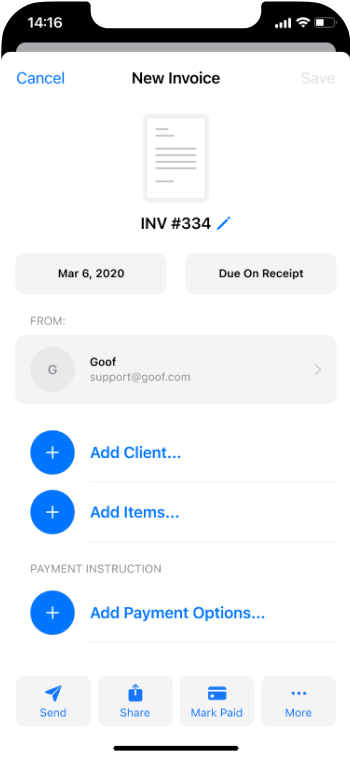 14:16
Cancel New Invoice Save
INV #334
Mar 6, 2020 Due On Receipt
FROM:
G
Goof
support@goof.com
Add Client...
Add Items...
PAYMENT INSTRUCTION
Add Payment Options...
Send Share Mark Paid More